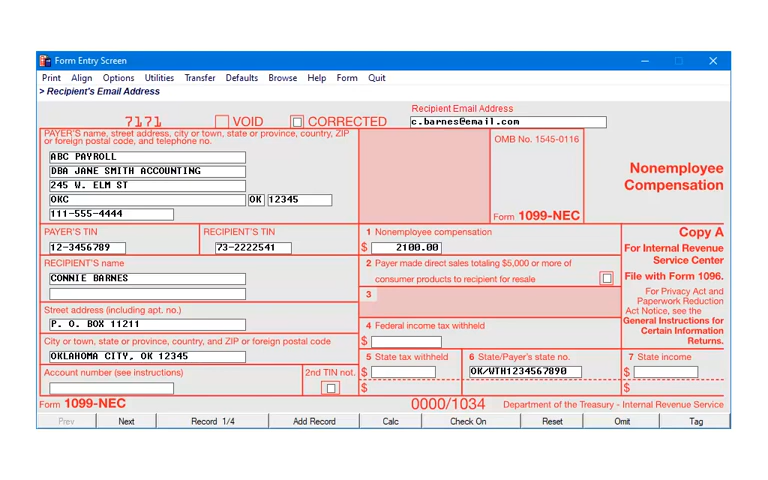 Form Entry Screen
Print Align Options Utilities Transfer Defaults Browse Help Form Quit
> Recipient's Email Address
Recipient Email Address
7171 VOID CORRECTED c.barnes@email.com
PAYER'S name, street address, city or town, state or province, country, ZIP
or foreign postal code, and telephone no.
OMB No. 1545-0116
ABC PAYROLL
DBA JANE SMITH ACCOUNTING
245 W. ELM ST
OKC OK 12345
111-555-4444
Nonemployee
Compensation
Form 1099-NEC
PAYER'S TIN RECIPIENT'S TIN
12-3456789 73-2222541
1 Nonemployee compensation
$ 2100.00
Copy A
For Internal Revenue
Service Center
File with Form 1096.
For Privacy Act and
Paperwork Reduction
Act Notice, see the
General Instructions for
Certain Information
Returns.
RECIPIENT'S name
CONNIE BARNES
2 Payer made direct sales totaling $5,000 or more of
consumer products to recipient for resale
3
Street address (including apt. no.)
P. O. BOX 11211
4 Federal income tax withheld
$
City or town, state or province, country, and ZIP or foreign postal code
OKLAHOMA CITY, OK 12345
5 State tax withheld 6 State/Payer's state no. 7 State income
$ OK/WTH1234567890 $
$ $
Account number (see instructions) 2nd TIN not.
Form 1099-NEC 0000/1034 Department of the Treasury - Internal Revenue Service
Prev Next Record 1/4 Add Record Calc Check On Reset Omit Tag